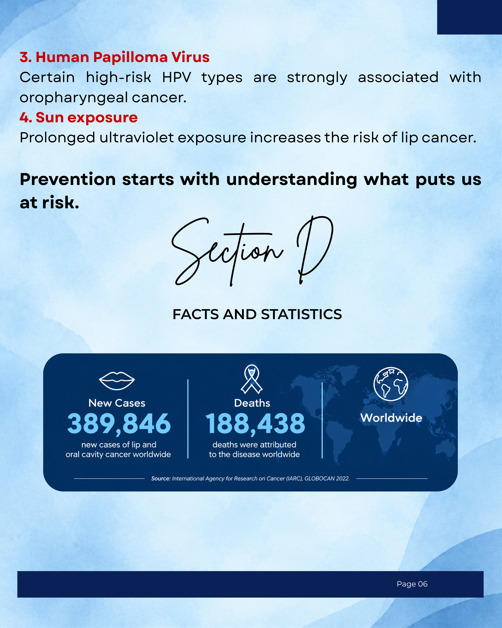 3. Human Papilloma Virus
Certain high-risk HPV types are strongly associated with
oropharyngeal cancer.
4. Sun exposure
Prolonged ultraviolet exposure increases the risk of lip cancer.
Prevention starts with understanding what puts us
at risk.
Section D
FACTS AND STATISTICS
New Cases
389,846
new cases of lip and
oral cavity cancer worldwide
Deaths
188,438
deaths were attributed
to the disease worldwide
Worldwide
Source: International Agency for Research on Cancer (IARC), GLOBOCAN 2022.
Page 06